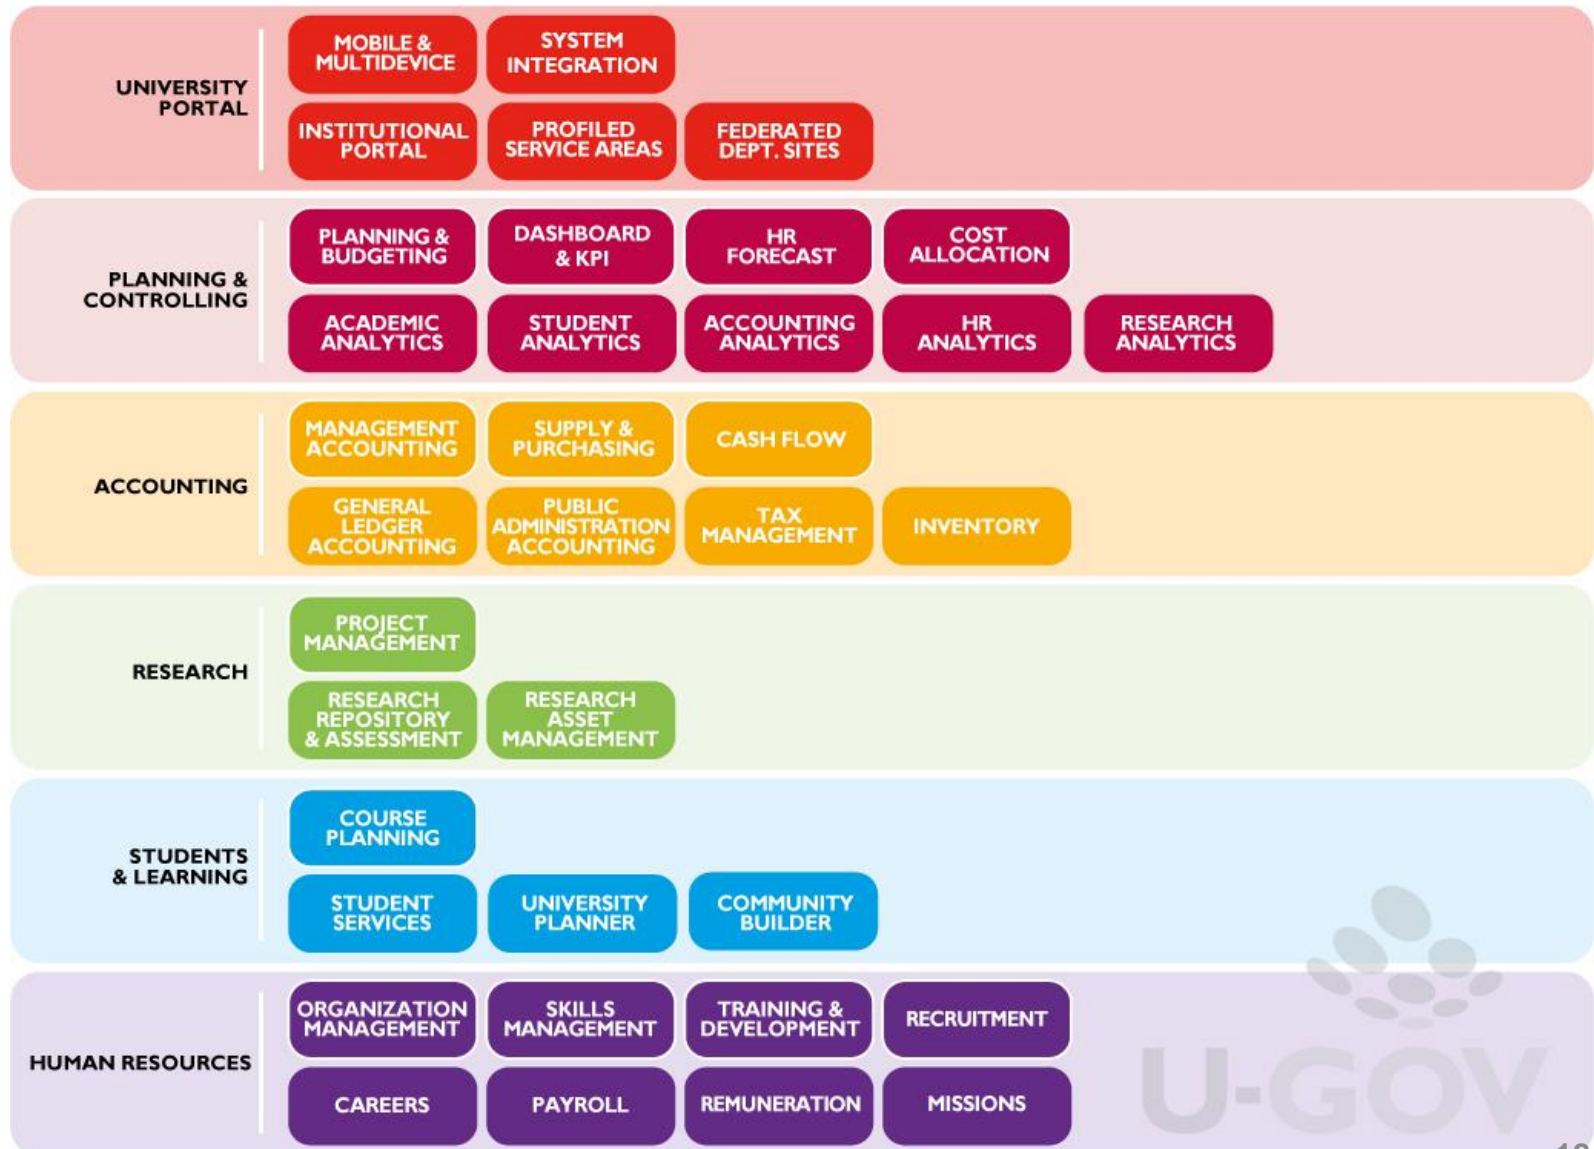 UNIVERSITY
PORTAL
MOBILE &
MULTIDEVICE
SYSTEM
INTEGRATION
INSTITUTIONAL
PORTAL
PROFILED
SERVICE AREAS
FEDERATED
DEPT. SITES
PLANNING &
CONTROLLING
PLANNING &
BUDGETING
DASHBOARD
& KPI
HR
FORECAST
COST
ALLOCATION
ACADEMIC
ANALYTICS
STUDENT
ANALYTICS
ACCOUNTING
ANALYTICS
HR
ANALYTICS
RESEARCH
ANALYTICS
ACCOUNTING
MANAGEMENT
ACCOUNTING
SUPPLY &
PURCHASING
CASH FLOW
GENERAL
LEDGER
ACCOUNTING
PUBLIC
ADMINISTRATION
ACCOUNTING
TAX
MANAGEMENT
INVENTORY
RESEARCH
PROJECT
MANAGEMENT
RESEARCH
REPOSITORY
& ASSESSMENT
RESEARCH
ASSET
MANAGEMENT
STUDENTS
& LEARNING
COURSE
PLANNING
STUDENT
SERVICES
UNIVERSITY
PLANNER
COMMUNITY
BUILDER
HUMAN RESOURCES
ORGANIZATION
MANAGEMENT
SKILLS
MANAGEMENT
TRAINING &
DEVELOPMENT
RECRUITMENT
CAREERS
PAYROLL
REMUNERATION
MISSIONS
U-GOV